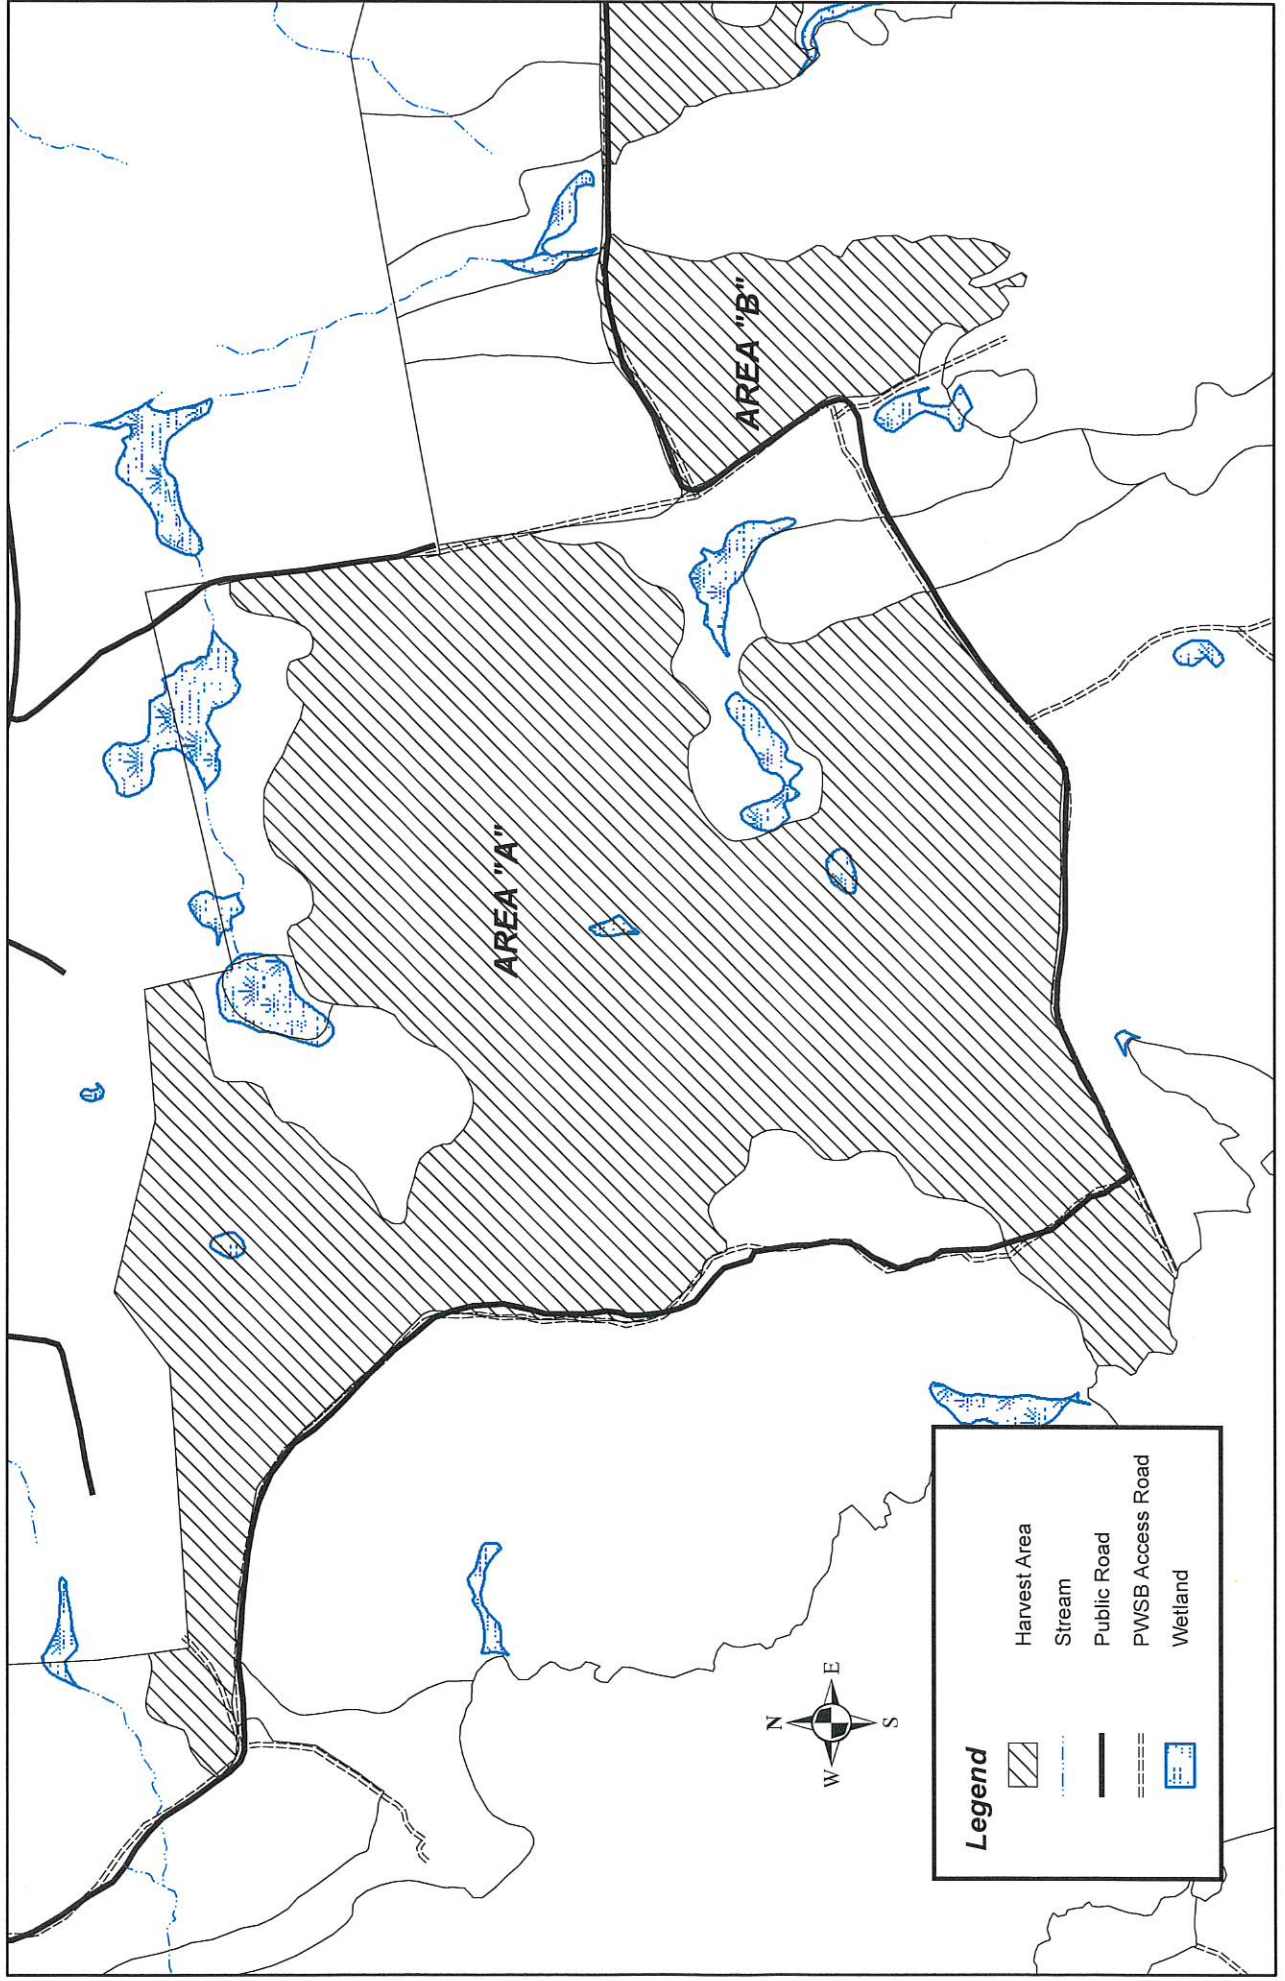 AREA "A"
AREA "B"
N
W
E
S
Legend
Harvest Area
Stream
Public Road
PWSB Access Road
Wetland